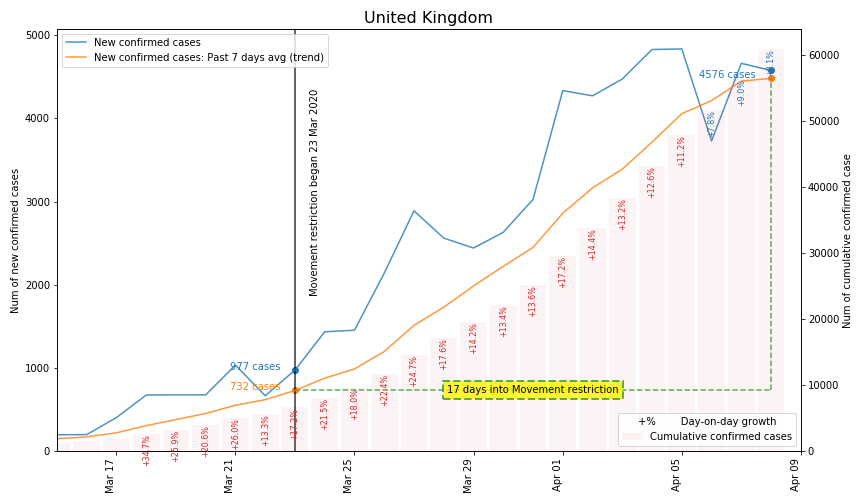 United Kingdom
New confirmed cases
New confirmed cases: Past 7 days avg (trend)
Num of new confirmed cases
5000
4000
3000
2000
1000
0
Num of cumulative confirmed case
60000
50000
40000
30000
20000
10000
0
Movement restriction began 23 Mar 2020
977 cases
732 cases
4576 cases
17 days into Movement restriction
+34.7%
+25.9%
+20.6%
+26.0%
+13.3%
+17.2%
+21.5%
+18.0%
+22.4%
+24.7%
+17.6%
+14.2%
+13.4%
+13.6%
+17.2%
+14.4%
+13.2%
+12.6%
+11.2%
+7.8%
+9.0%
+% Day-on-day growth
Cumulative confirmed cases
Mar 17
Mar 21
Mar 25
Mar 29
Apr 01
Apr 05
Apr 09